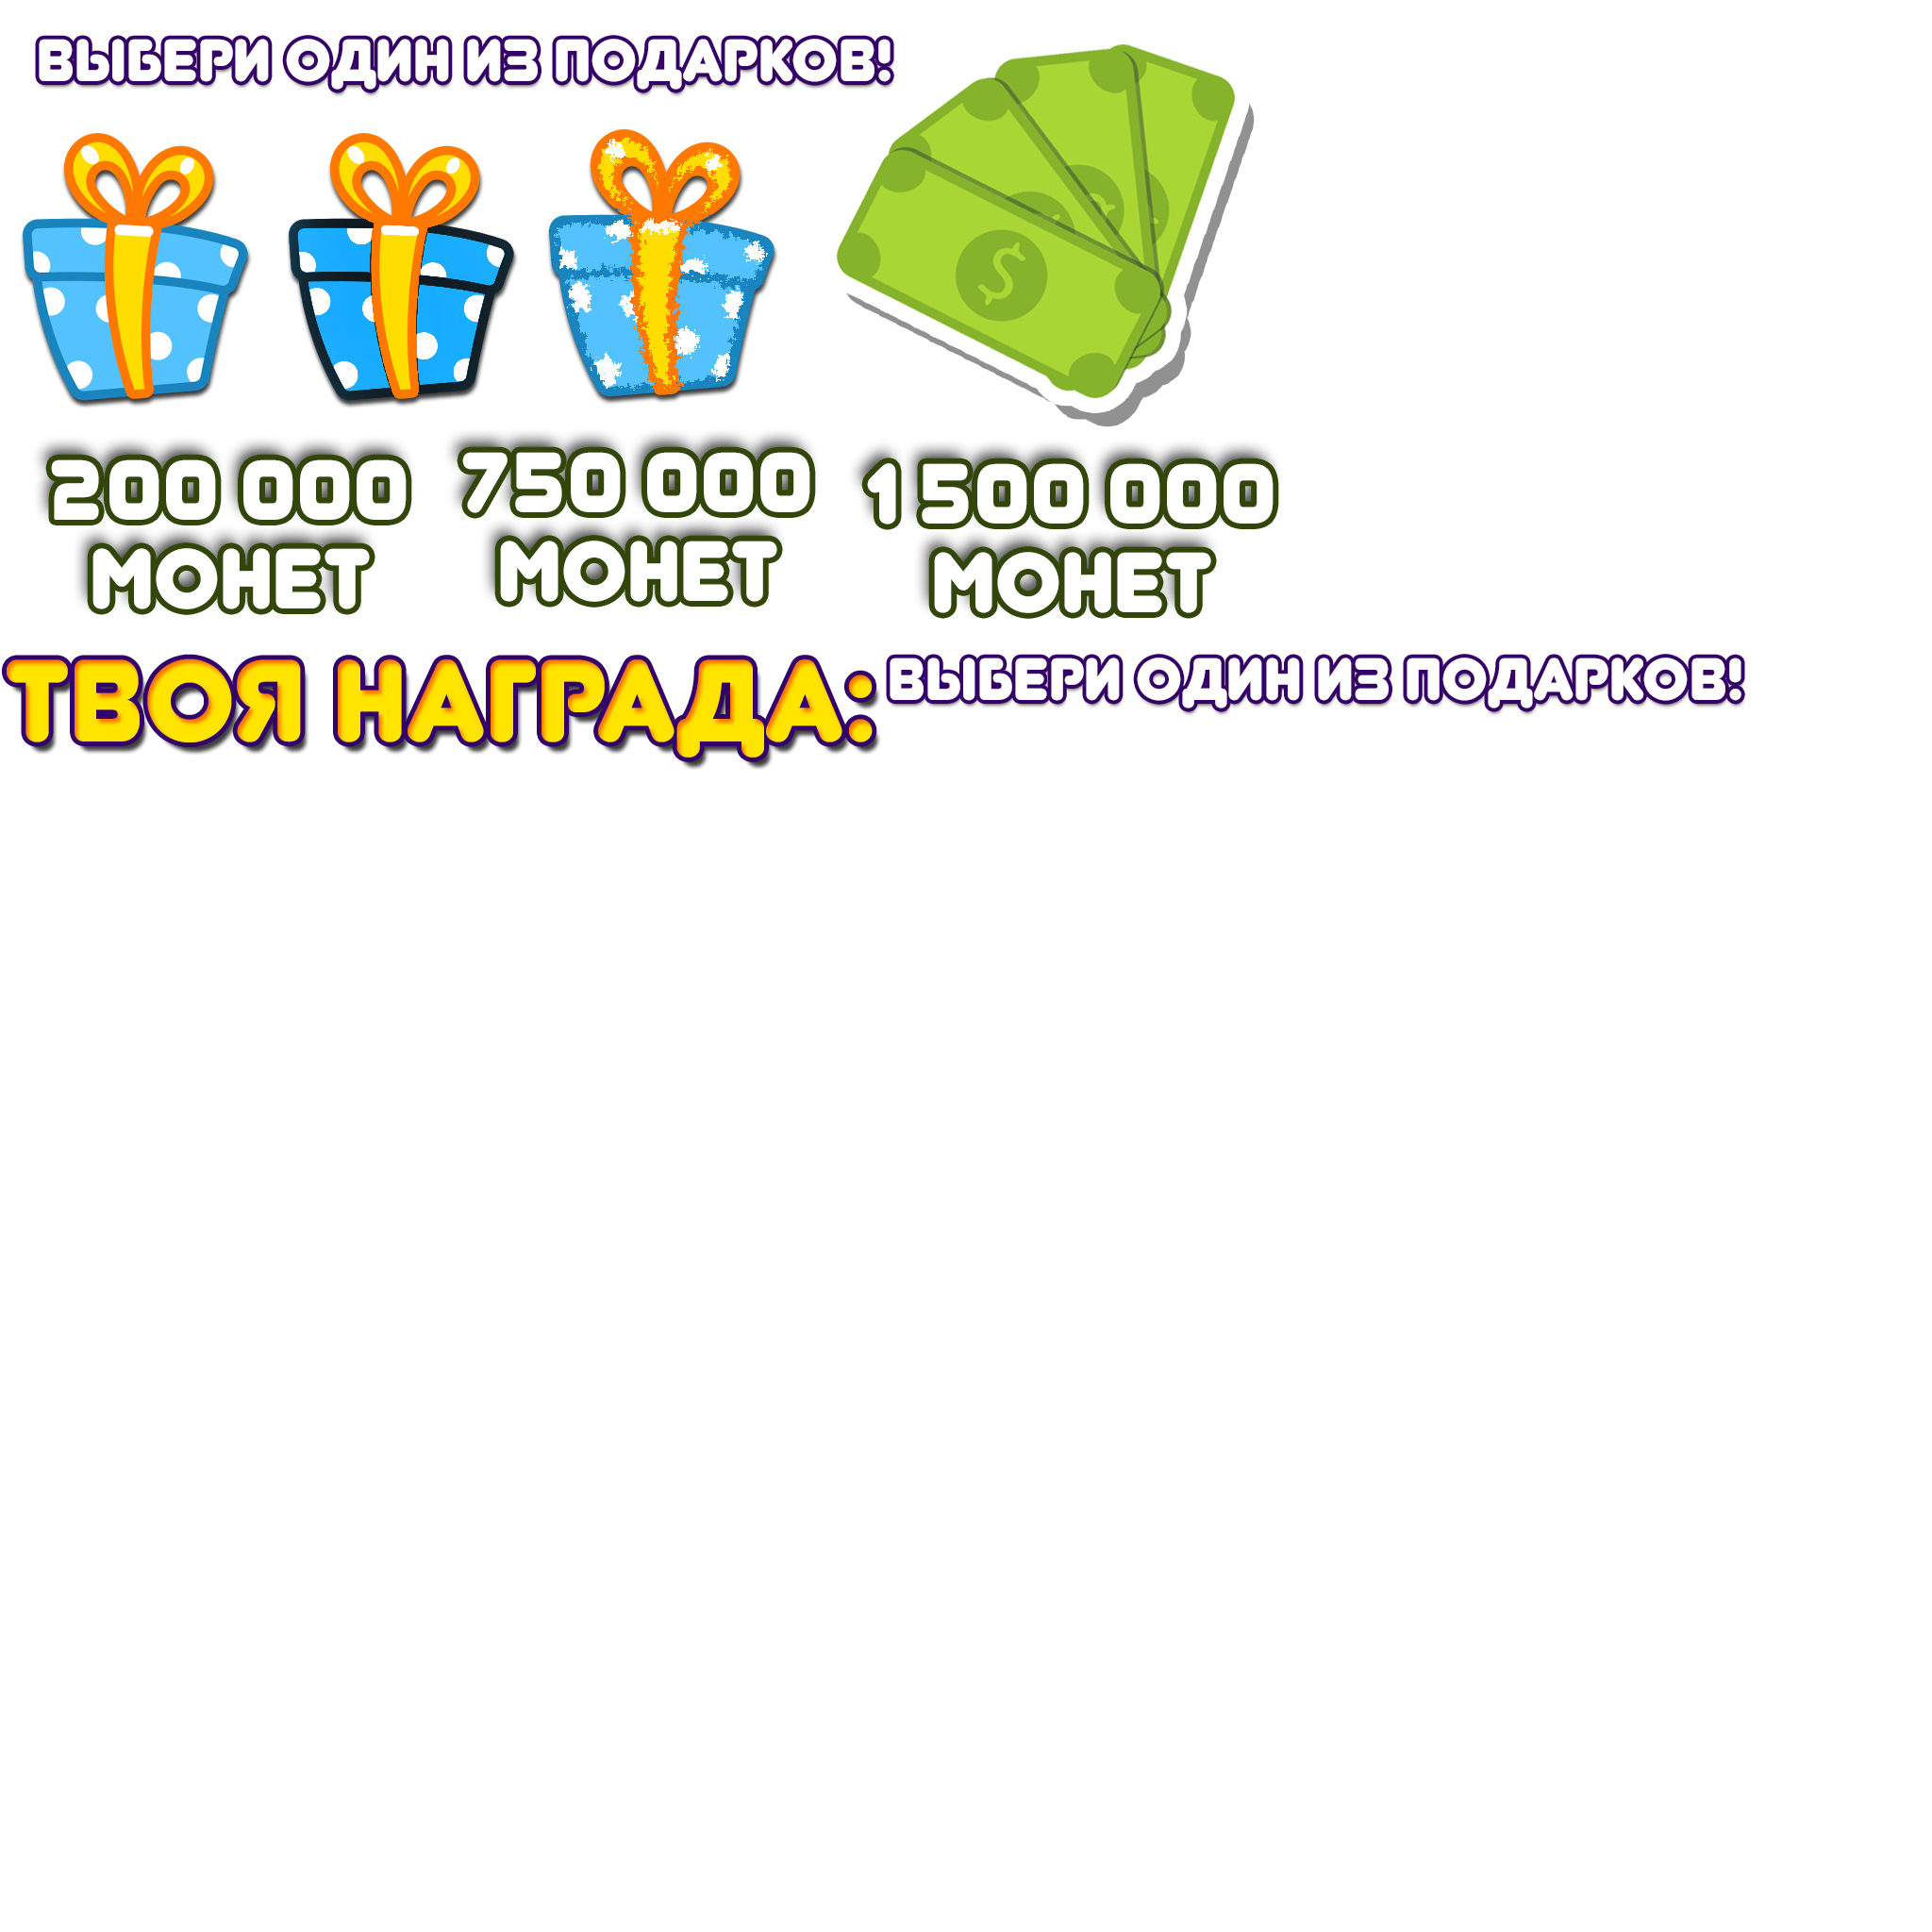 ВЫБЕРИ ОДИН ИЗ ПОДАРКОВ!
$
200 000
МОНЕТ
750 000
МОНЕТ
1 500 000
МОНЕТ
ТВОЯ НАГРАДА:
ВЫБЕРИ ОДИН ИЗ ПОДАРКОВ!